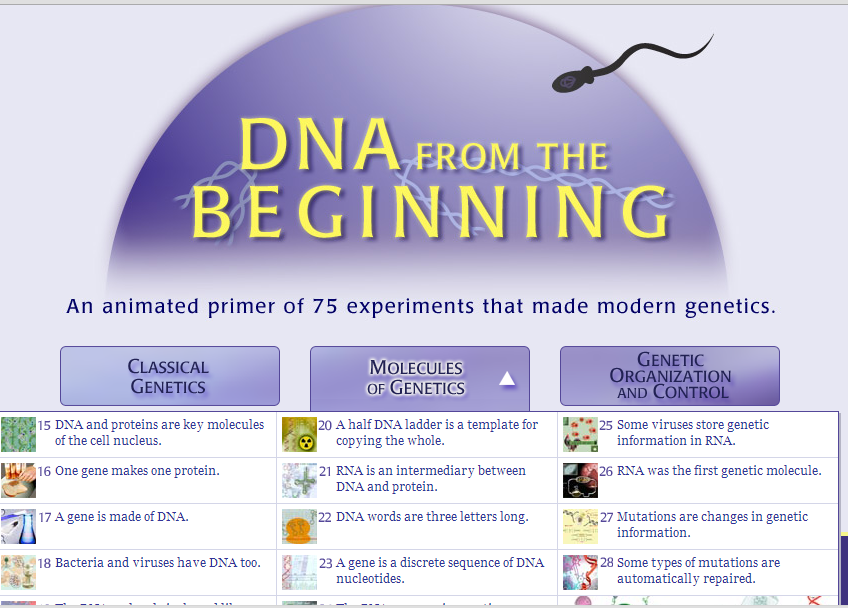 DNA FROM THE
BEGINNING
An animated primer of 75 experiments that made modern genetics.
CLASSICAL
GENETICS
MOLECULES
OF GENETICS
GENETIC
ORGANIZATION
AND CONTROL
15 DNA and proteins are key molecules
of the cell nucleus.
16 One gene makes one protein.
17 A gene is made of DNA.
18 Bacteria and viruses have DNA too.
20 A half DNA ladder is a template for
copying the whole.
21 RNA is an intermediary between
DNA and protein.
22 DNA words are three letters long.
23 A gene is a discrete sequence of DNA
nucleotides.
25 Some viruses store genetic
information in RNA.
26 RNA was the first genetic molecule.
27 Mutations are changes in genetic
information.
28 Some types of mutations are
automatically repaired.